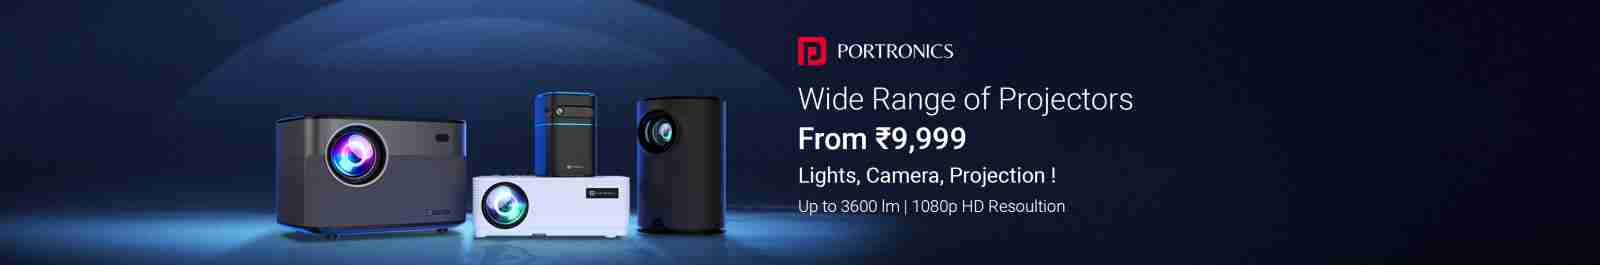 PORTRONICS
Wide Range of Projectors
From ₹9,999
Lights, Camera, Projection !
Up to 3600 lm | 1080p HD Resoultion